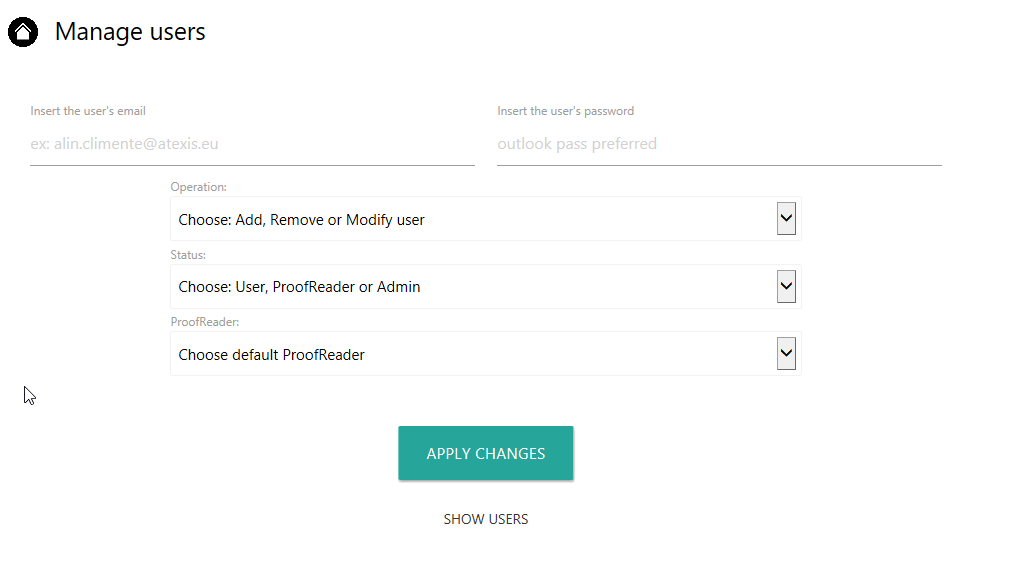 Manage users
Insert the user's email
Insert the user's password
ex: alin.climente@atexis.eu
outlook pass preferred
Operation:
Choose: Add, Remove or Modify user
Status:
Choose: User, ProofReader or Admin
ProofReader:
Choose default ProofReader
APPLY CHANGES
SHOW USERS